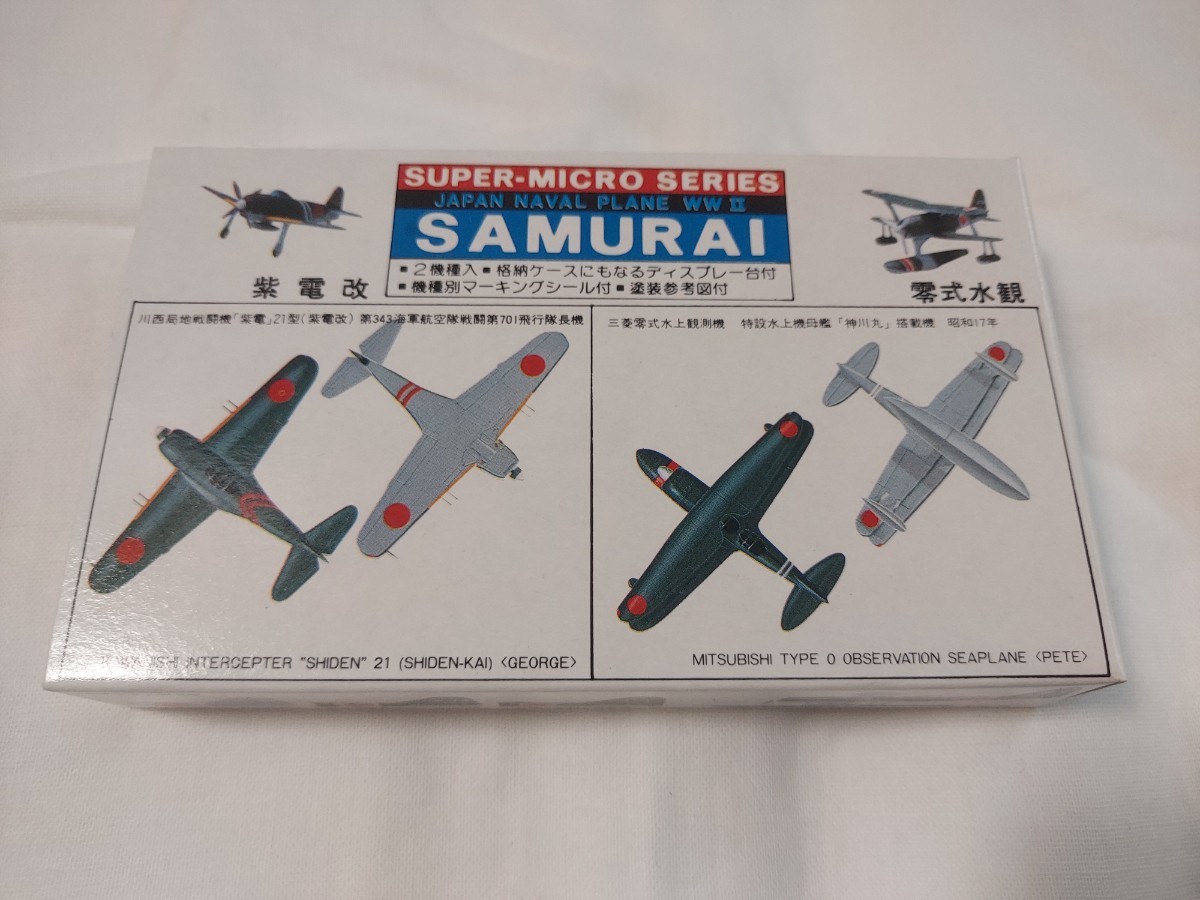 SUPER-MICRO SERIES
JAPAN NAVAL PLANE WW II
SAMURAI
▪2機種入▪格納ケースにもなるディスプレー台付
▪機種別マーキングシール付▪塗装参考図付
紫電改
零式水観
川西局地戦闘機「紫電」21型(紫電改) 第343海軍航空隊戦闘第701飛行隊長機
三菱零式水上観測機 特設水上機母艦「神川丸」搭載機 昭和17年
INTERCEPTER "SHIDEN" 21 (SHIDEN-KAI) <GEORGE>
MITSUBISHI TYPE 0 OBSERVATION SEAPLANE <PETE>